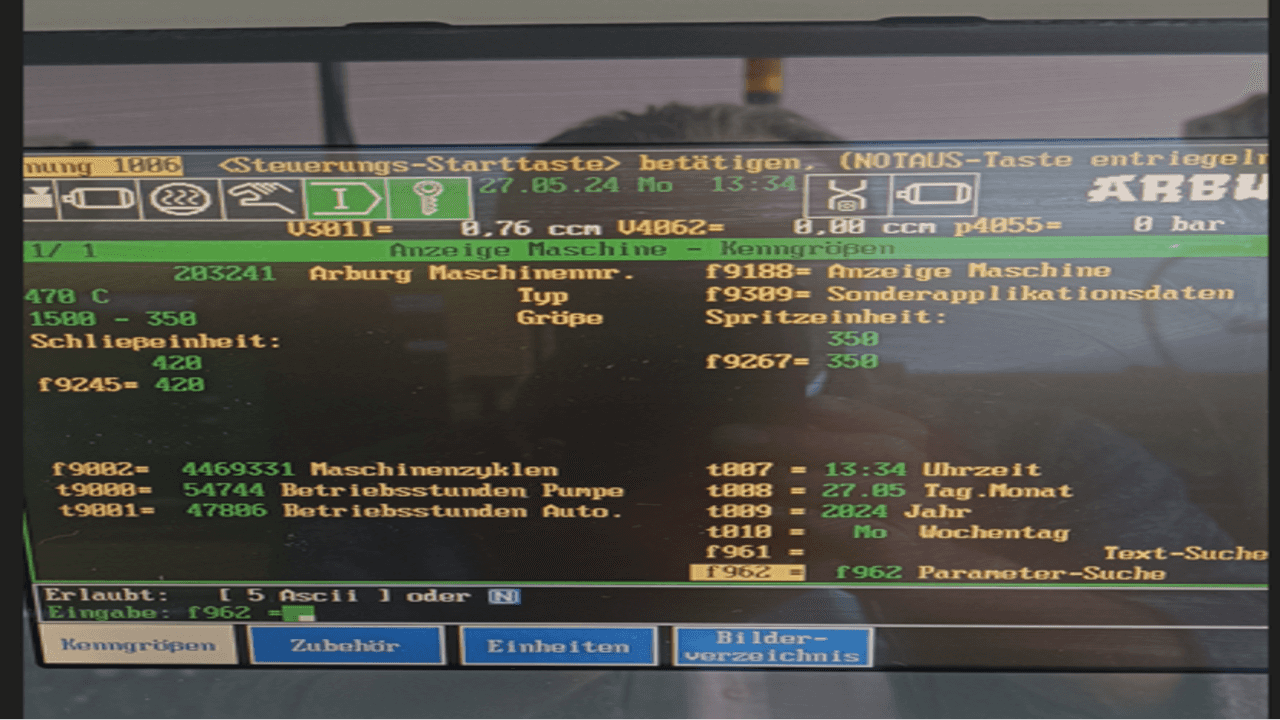 1006 <Steuerungs-Starttaste> betätigen, (NOTAUS-Taste
27.05.24 Mo 13:34
V301I= 0,76 ccm V4062= 0,00 ccm p4055= 0 bar
1/ 1 Anzeige Maschine - Kenngrößen
203241 Arburg Maschinennr. f9188= Anzeige Maschine
470 C Typ f9309= Sonderapplikationsdaten
1500 - 350 Größe Spritzeinheit:
Schließeinheit: 350
420 f9267= 350
f9245= 420
f9002= 4469331 Maschinenzyklen t007 = 13:34 Uhrzeit
t9000= 54744 Betriebsstunden Pumpe t008 = 27.05 Tag.Monat
t9001= 47806 Betriebsstunden Auto. t009 = 2024 Jahr
t010 = Mo Wochentag
f961 = Text-Suche
f962 = f962 Parameter-Suche
Erlaubt: [ 5 Ascii ] oder N
Eingabe: f962 =
Kenngrößen Zubehör Einheiten Bilder-
verzeichnis